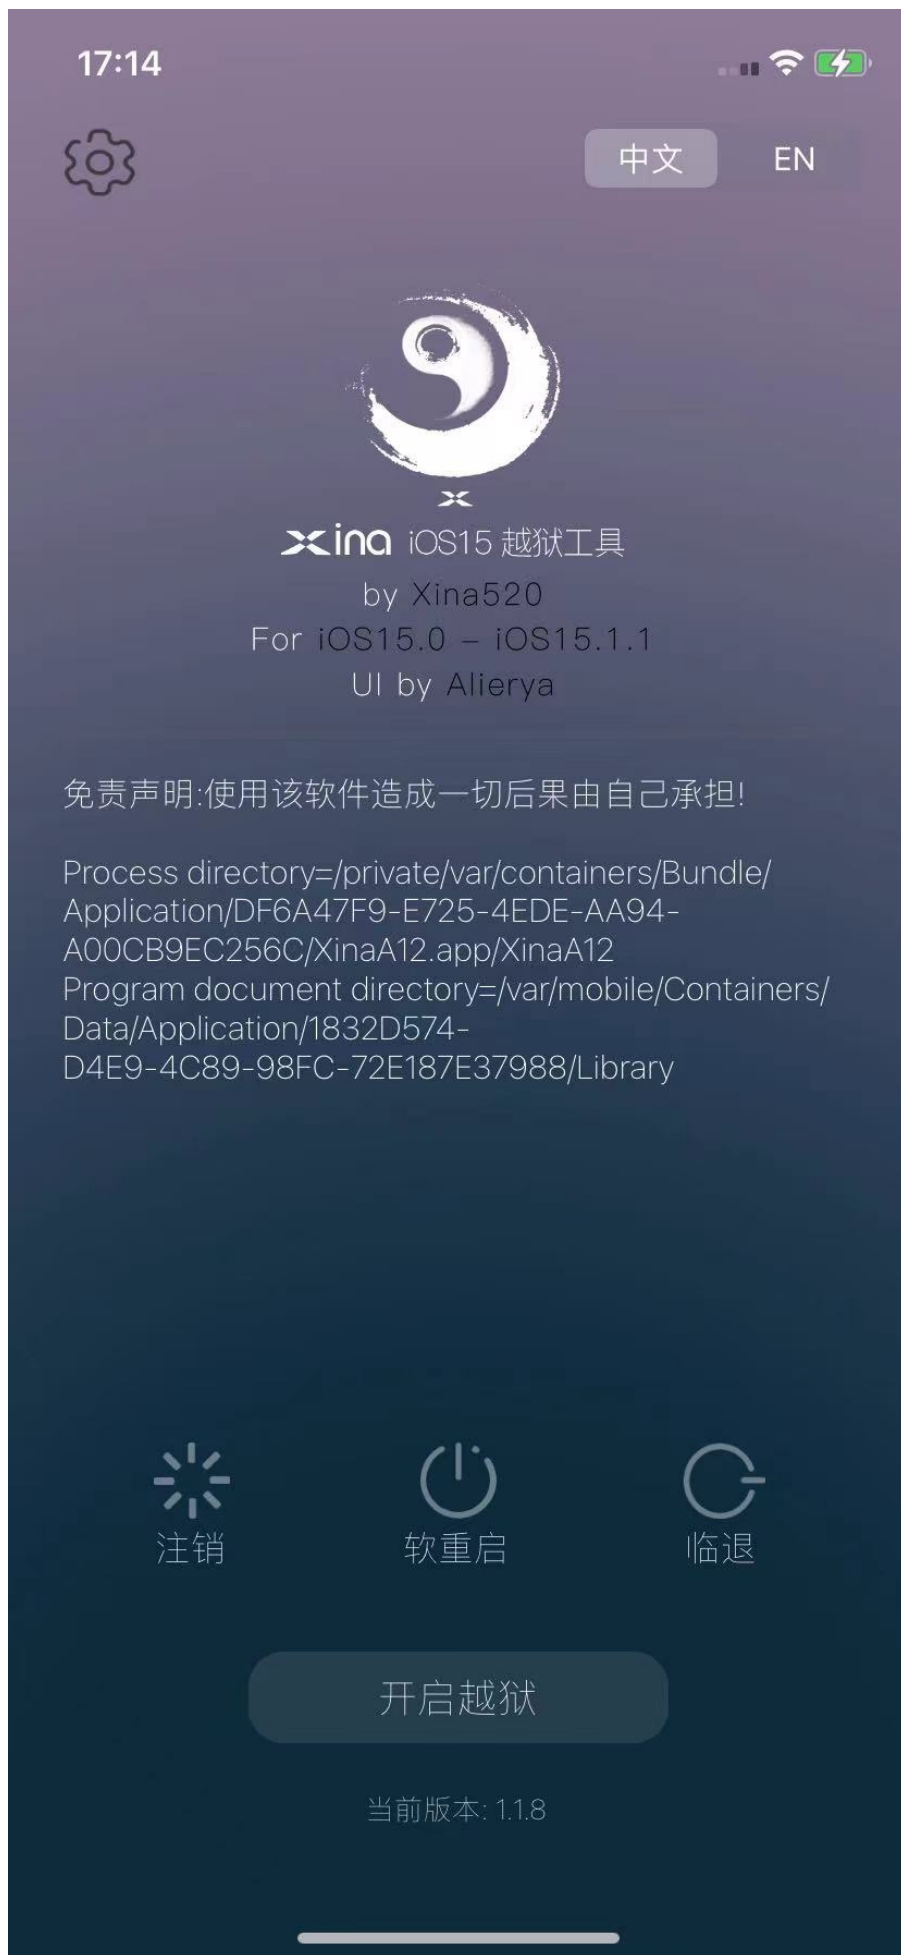 17:14
中文 EN
xina iOS15 越狱工具
by Xina520
For iOS15.0 – iOS15.1.1
UI by Alierya
免责声明:使用该软件造成一切后果由自己承担!
Process directory=/private/var/containers/Bundle/
Application/DF6A47F9-E725-4EDE-AA94-
A00CB9EC256C/XinaA12.app/XinaA12
Program document directory=/var/mobile/Containers/
Data/Application/1832D574-
D4E9-4C89-98FC-72E187E37988/Library
注销 软重启 临退
开启越狱
当前版本: 1.1.8